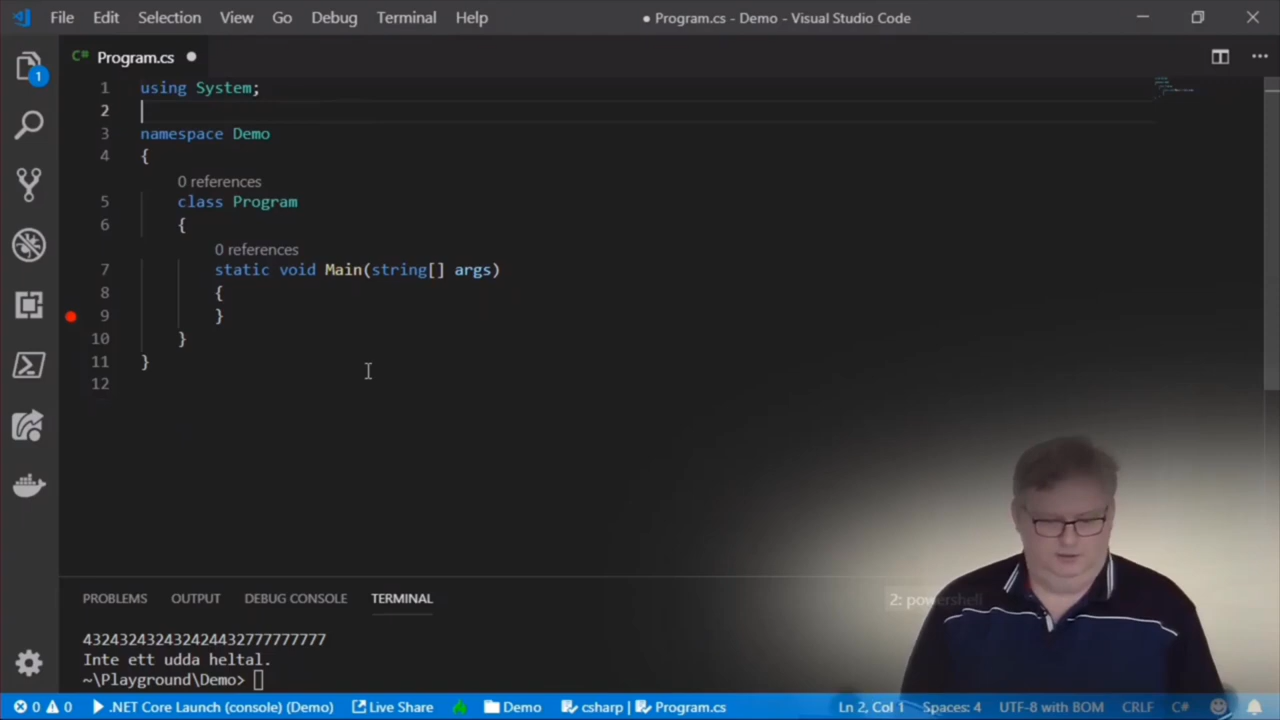 File Edit Selection View Go Debug Terminal Help ● Program.cs - Demo - Visual Studio Code
C# Program.cs ●
1
1 using System;
2
3 namespace Demo
4 {
0 references
5 class Program
6 {
0 references
7 static void Main(string[] args)
8 {
9 }
10 }
11 }
12
PROBLEMS OUTPUT DEBUG CONSOLE TERMINAL 2: powershell
432432432432424432777777777
Inte ett udda heltal.
~\Playground\Demo>
0 0 .NET Core Launch (console) (Demo) Live Share Demo csharp | Program.cs Ln 2, Col 1 Spaces: 4 UTF-8 with BOM CRLF C#